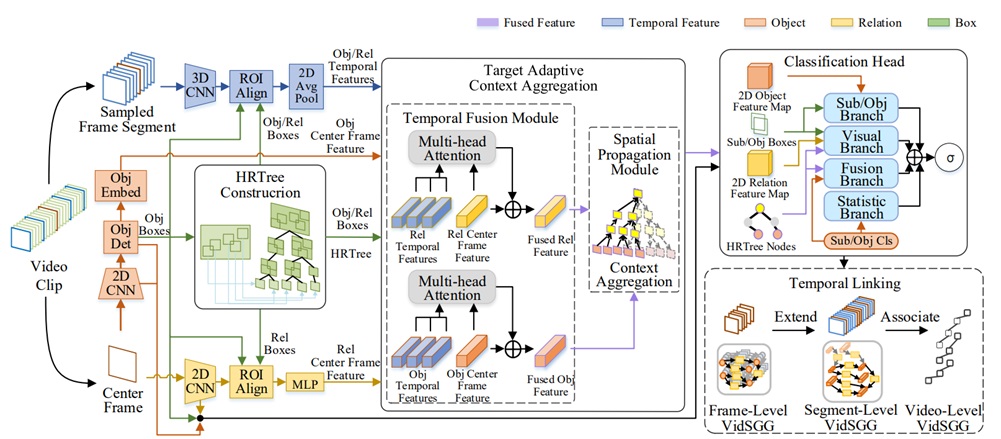 Fused Feature
Temporal Feature
Object
Relation
Box
Sampled
Frame Segment
3D
CNN
ROI
Align
2D
Avg
Pool
Obj/Rel
Temporal
Features
Obj/Rel
Boxes
Obj
Center Frame
Feature
Video
Clip
Obj
Embed
Obj
Det
2D
CNN
Obj
Boxes
Center
Frame
HRTree
Construcrion
Obj/Rel
Boxes
HRTree
Rel
Boxes
2D
CNN
ROI
Align
MLP
Rel
Center Frame
Feature
Target Adaptive
Context Aggregation
Temporal Fusion Module
Multi-head
Attention
Rel
Temporal
Features
Rel Center
Frame
Feature
Fused Rel
Feature
Multi-head
Attention
Obj
Temporal
Features
Obj Center
Frame
Feature
Fused Obj
Feature
Spatial
Propagation
Module
Context
Aggregation
Classification Head
2D Object
Feature Map
Sub/Obj Boxes
2D Relation
Feature Map
HRTree Nodes
Sub/Obj
Branch
Visual
Branch
Fusion
Branch
Statistic
Branch
Sub/Obj Cls
σ
Temporal Linking
Extend
Associate
Frame-Level
VidSGG
Segment-Level
VidSGG
Video-Level
VidSGG